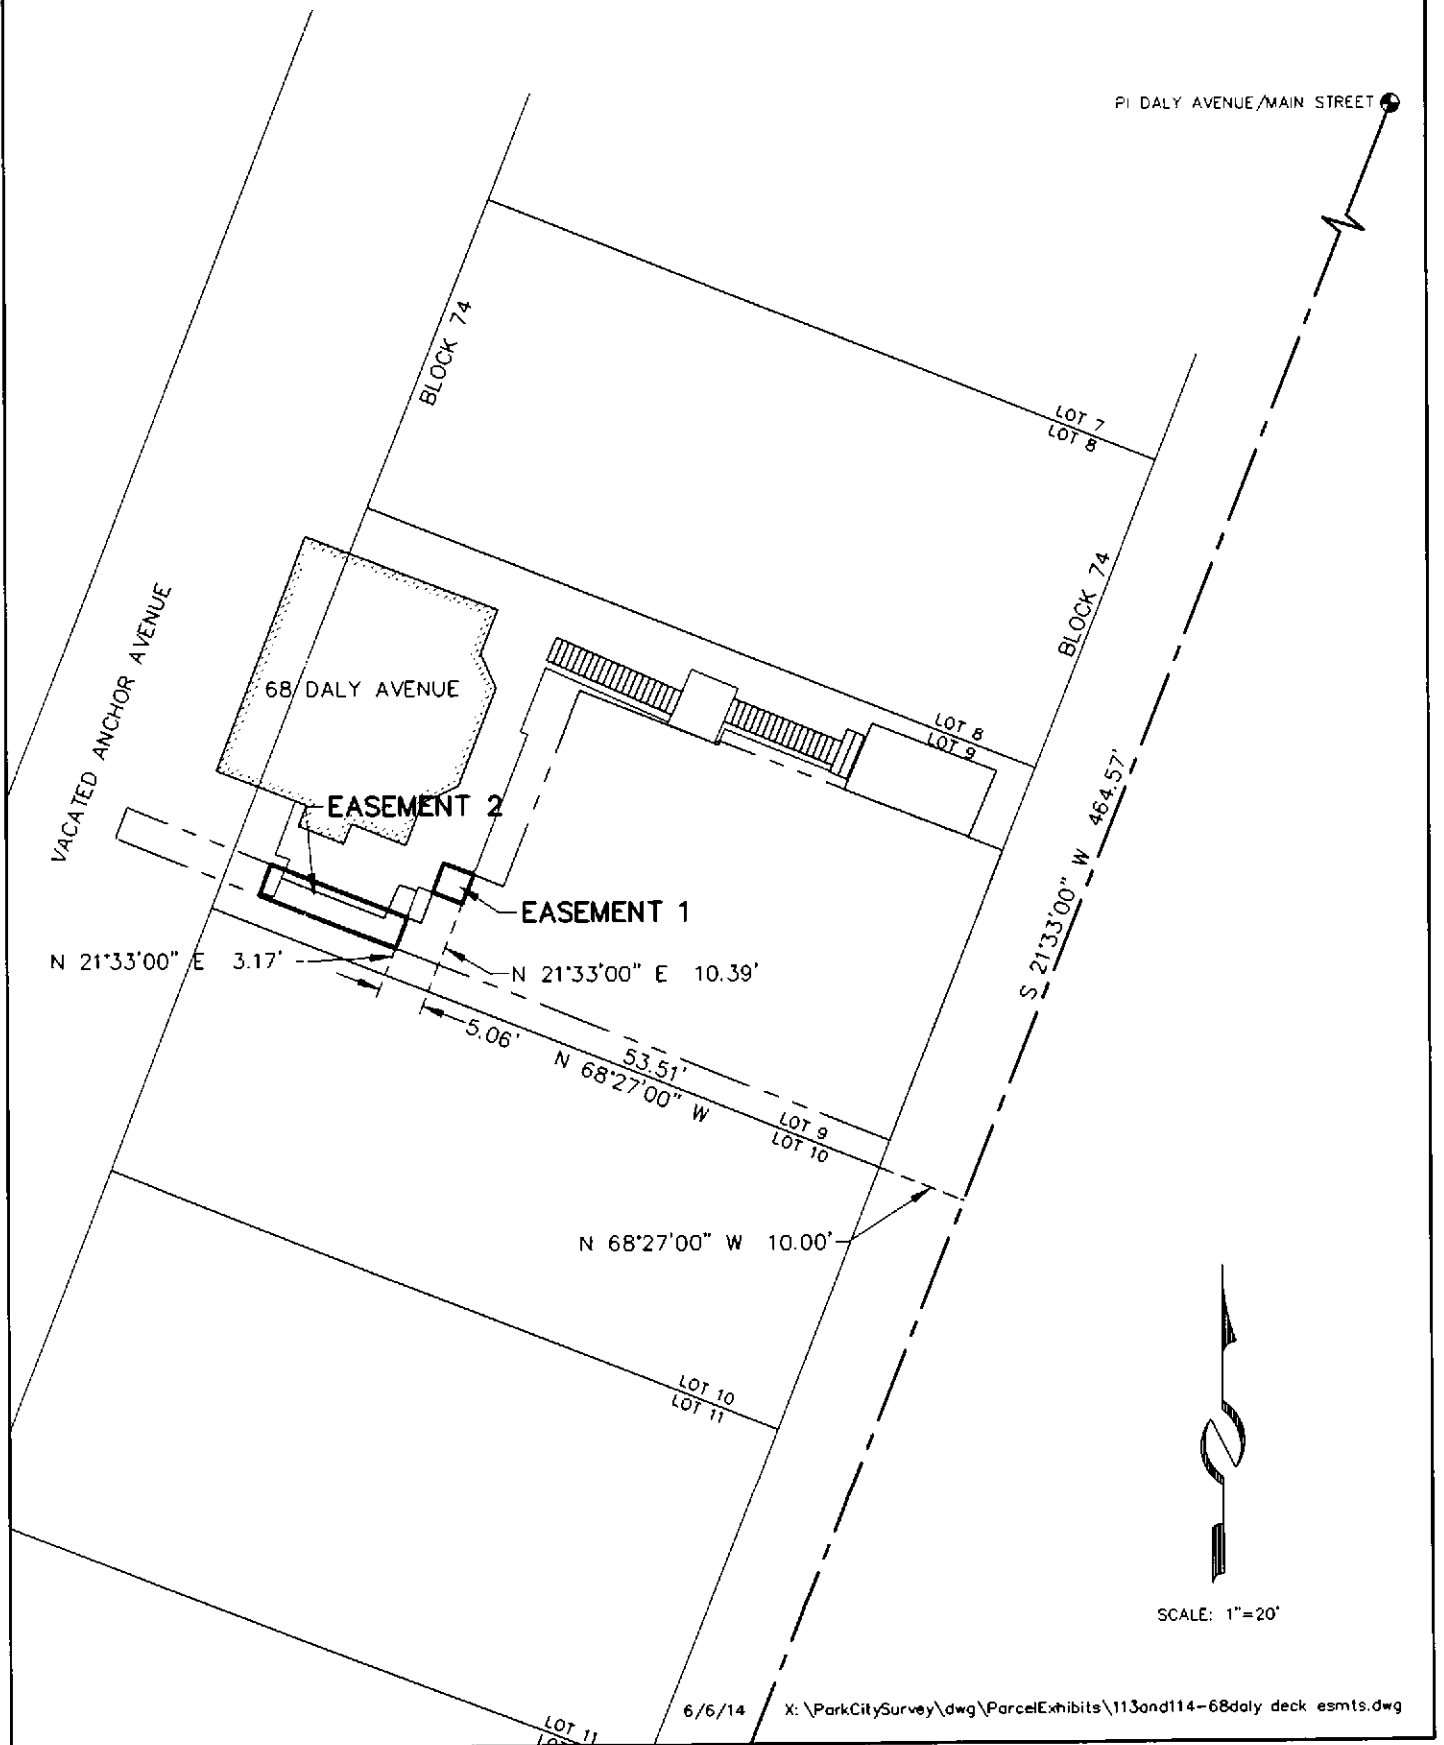 PI DALY AVENUE/MAIN STREET
BLOCK 74
LOT 7
LOT 8
BLOCK 74
VACATED ANCHOR AVENUE
68 DALY AVENUE
LOT 8
LOT 9
EASEMENT 2
S 21°33'00" W 464.57'
EASEMENT 1
N 21°33'00" E 3.17'
N 21°33'00" E 10.39'
5.06'
53.51'
N 68°27'00" W
LOT 9
LOT 10
N 68°27'00" W 10.00'
LOT 10
LOT 11
SCALE: 1"=20'
6/6/14 X:\ParkCitySurvey\dwg\ParcelExhibits\113and114-68daly deck esmts.dwg
LOT 11